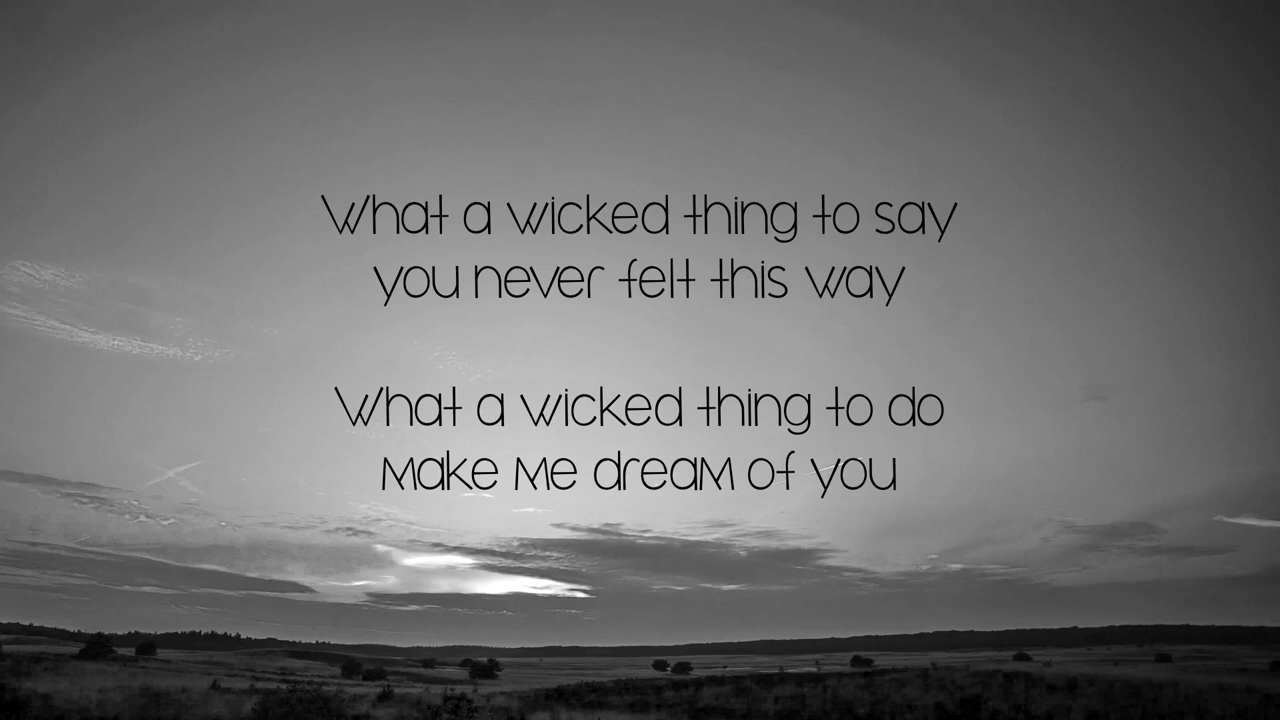 What a wicked thing to say
you never felt this way
What a wicked thing to do
make me dream of you